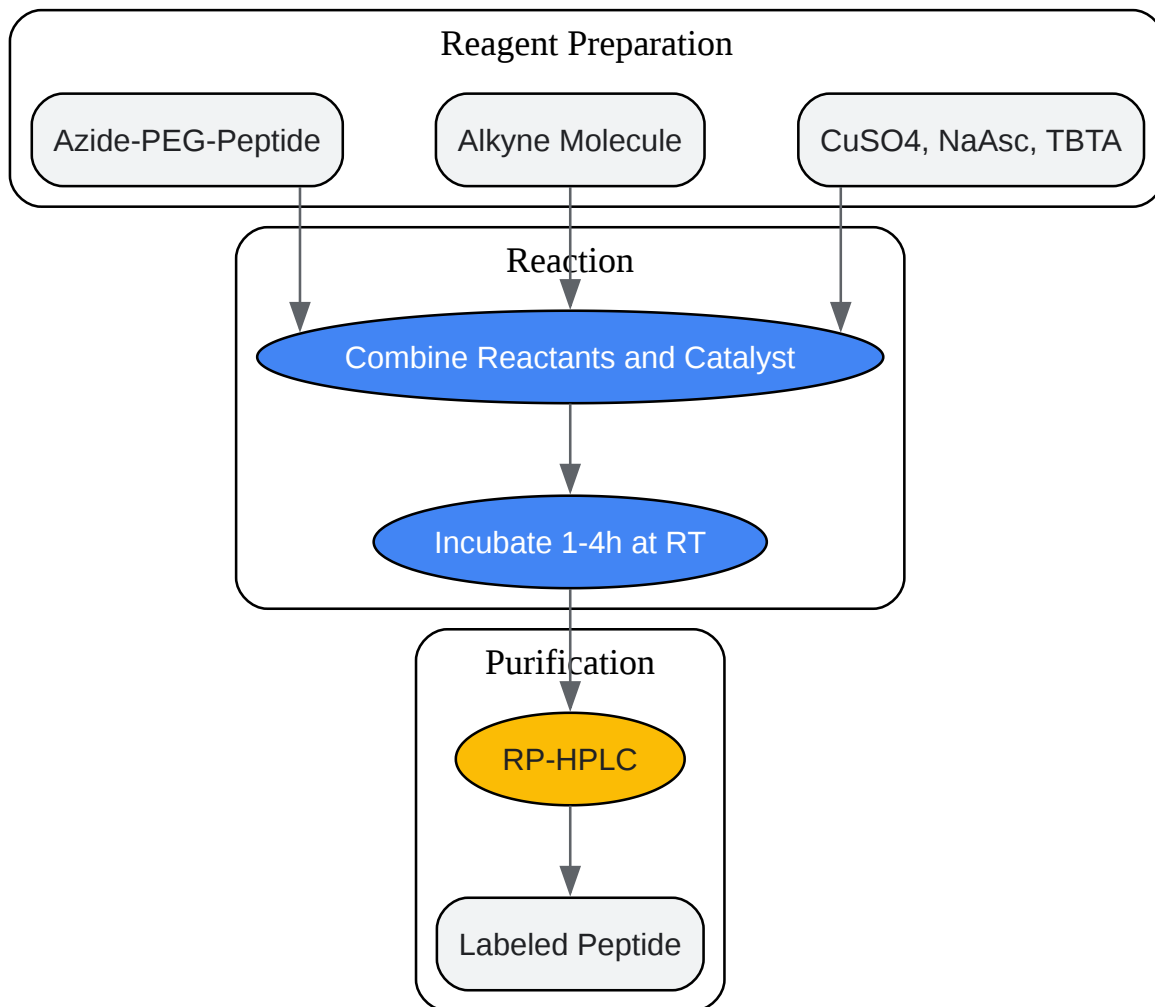 Reagent Preparation
Azide-PEG-Peptide
Alkyne Molecule
CuSO4, NaAsc, TBTA
Reaction
Combine Reactants and Catalyst
Incubate 1-4h at RT
Purification
RP-HPLC
Labeled Peptide